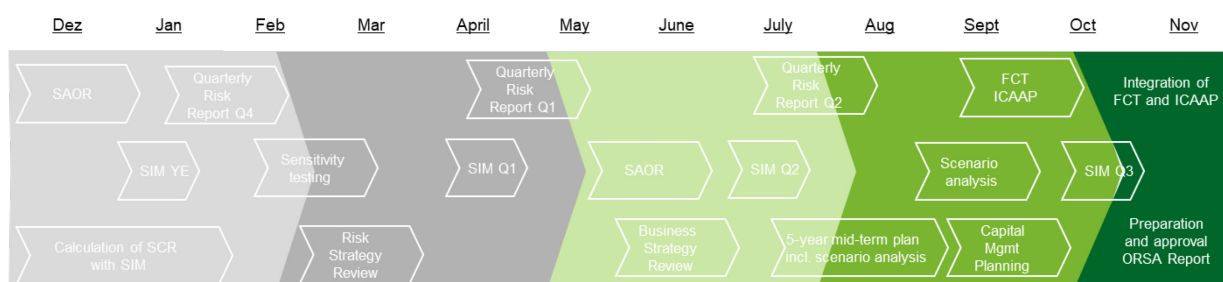 Dez Jan Feb Mar April May June July Aug Sept Oct Nov
SAOR
Quarterly
Risk
Report Q4
Quarterly
Risk
Report Q1
Quarterly
Risk
Report Q2
FCT
ICAAP
Integration of
FCT and ICAAP
SIM YE
Sensitivity
testing
SIM Q1
SAOR
SIM Q2
Scenario
analysis
SIM Q3
Calculation of SCR
with SIM
Risk
Strategy
Review
Business
Strategy
Review
5-year mid-term plan
incl. scenario analysis
Capital
Mgmt
Planning
Preparation
and approval
ORSA Report